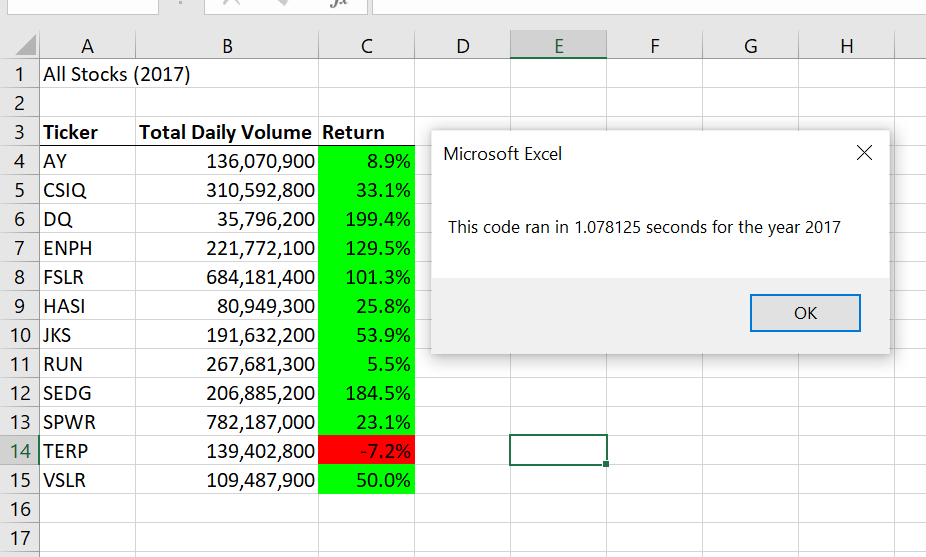 A B C D E F G H
1 All Stocks (2017)
2
3 Ticker Total Daily Volume Return
Microsoft Excel
4 AY 136,070,900 8.9%
5 CSIQ 310,592,800 33.1%
6 DQ 35,796,200 199.4%
This code ran in 1.078125 seconds for the year 2017
7 ENPH 221,772,100 129.5%
8 FSLR 684,181,400 101.3%
9 HASI 80,949,300 25.8%
OK
10 JKS 191,632,200 53.9%
11 RUN 267,681,300 5.5%
12 SEDG 206,885,200 184.5%
13 SPWR 782,187,000 23.1%
14 TERP 139,402,800 -7.2%
15 VSLR 109,487,900 50.0%
16
17